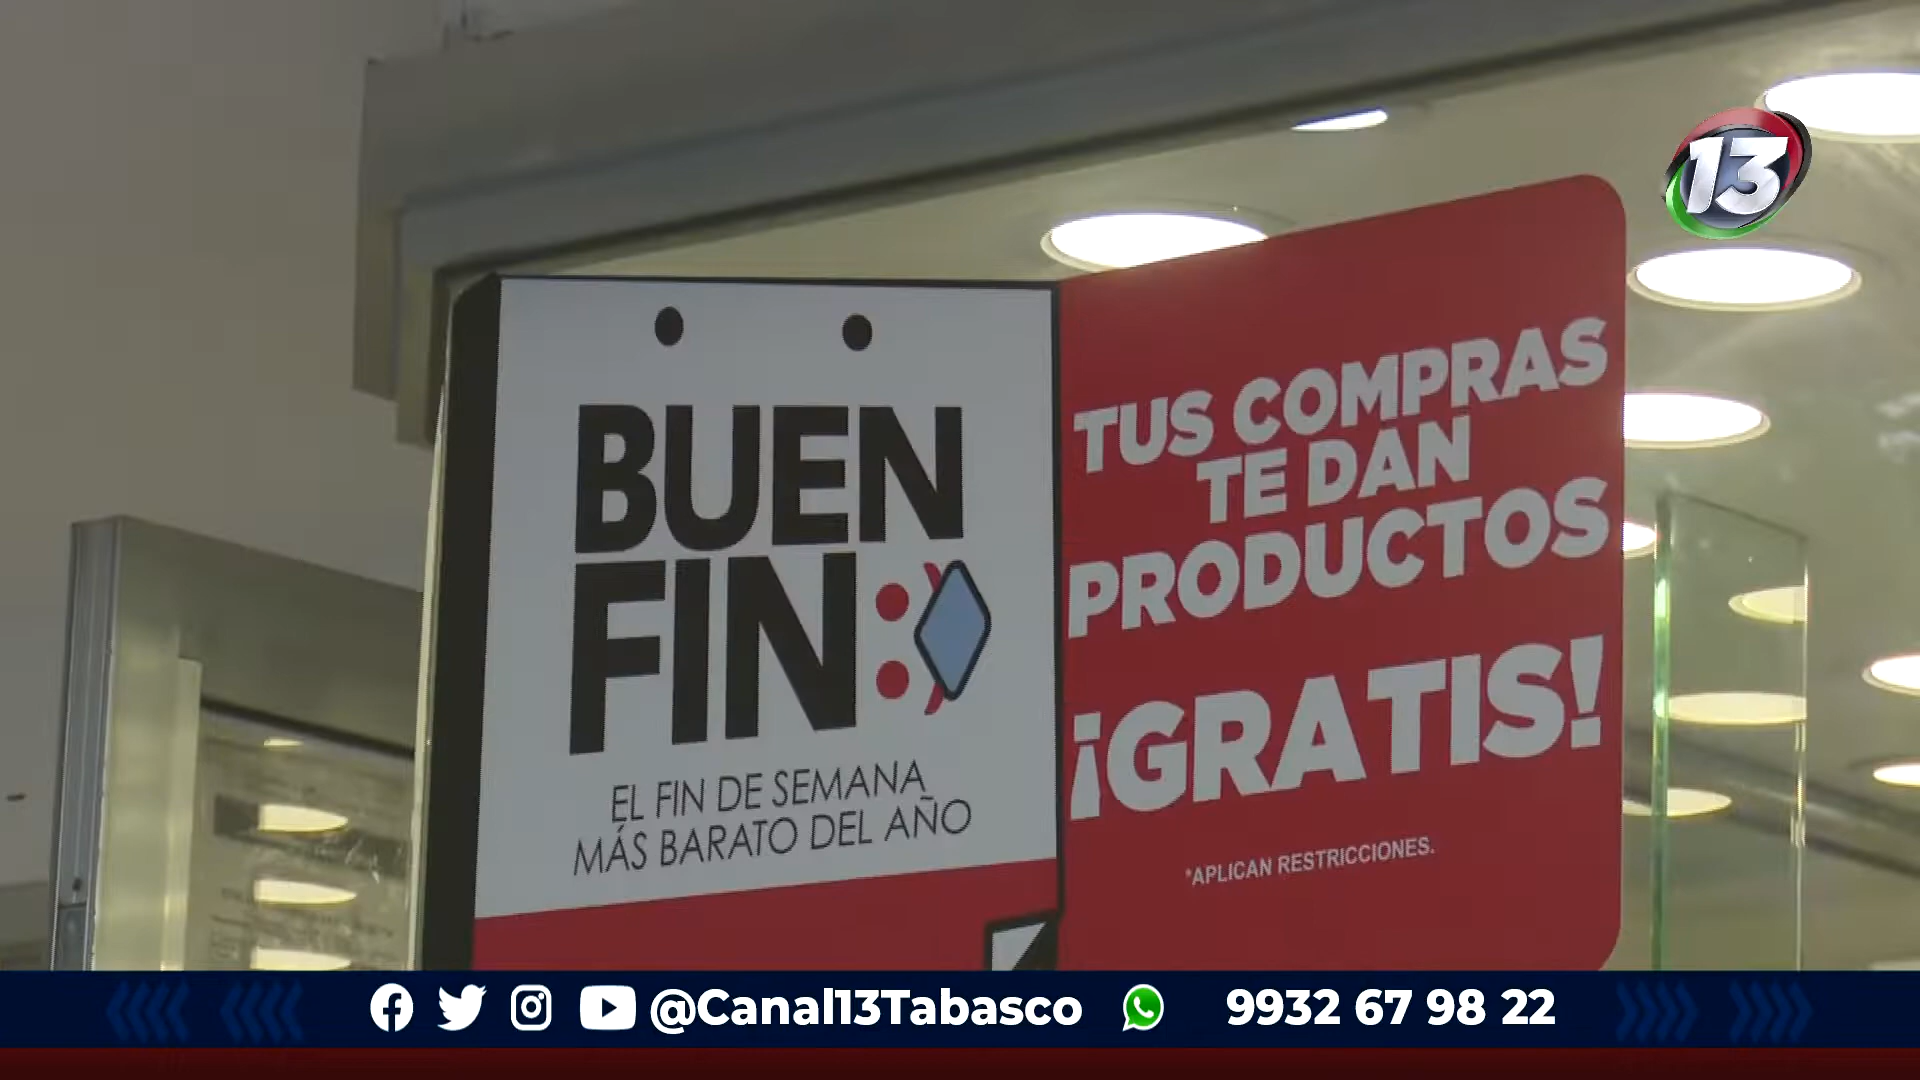 13
BUEN
FIN
EL FIN DE SEMANA
MÁS BARATO DEL AÑO
TUS COMPRAS
TE DAN
PRODUCTOS
¡GRATIS!
*APLICAN RESTRICCIONES.
@Canal13Tabasco 9932 67 98 22